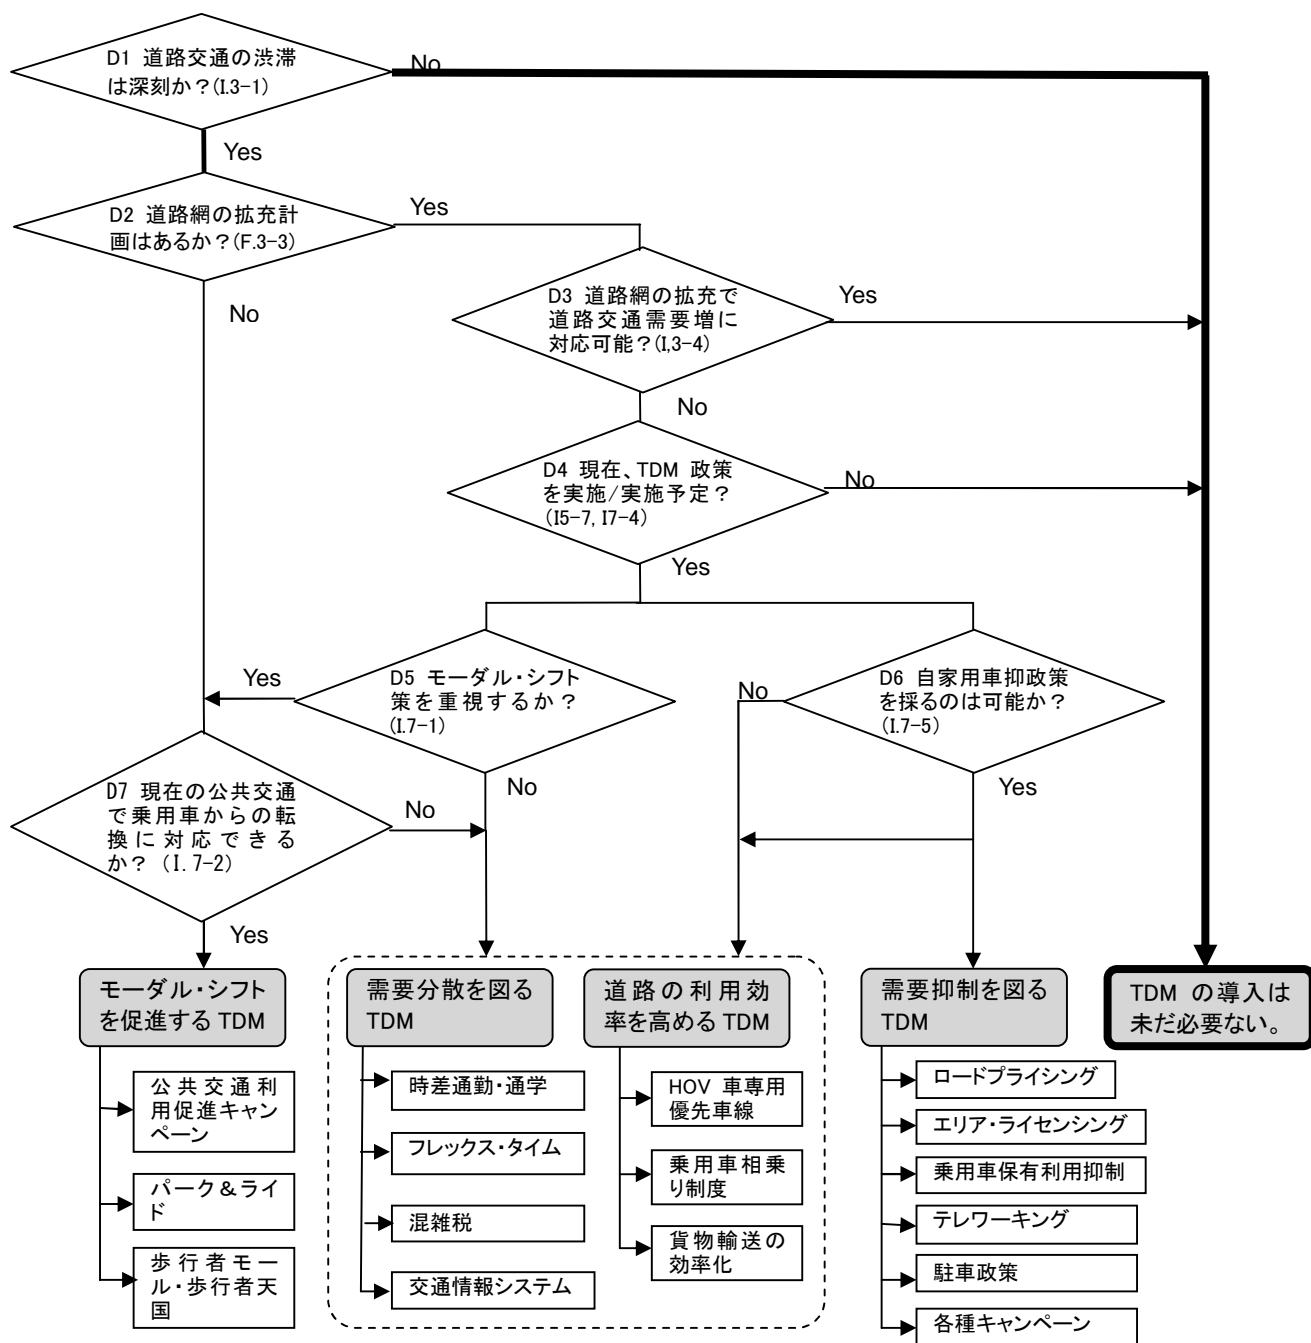 D1 道路交通の渋滞
は深刻か？(I.3-1)
No
Yes
D2 道路網の拡充計
画はあるか？(F.3-3)
Yes
No
D3 道路網の拡充で
道路交通需要増に
対応可能？(I,3-4)
Yes
No
D4 現在、TDM 政策
を実施/実施予定？
(I5-7, I7-4)
No
Yes
D5 モーダル・シフト
策を重視するか？
(I.7-1)
Yes
No
D6 自家用車抑政策
を採るのは可能か？
(I.7-5)
No
Yes
D7 現在の公共交通
で乗用車からの転
換に対応できる
か？ (I. 7-2)
No
Yes
モーダル・シフト
を促進する TDM
公共交通利
用促進キャン
ペーン
パーク＆ライ
ド
歩行者モー
ル・歩行者天
国
需要分散を図る
TDM
時差通勤・通学
フレックス・タイム
混雑税
交通情報システム
道路の利用効
率を高める TDM
HOV 車専用
優先車線
乗用車相乗
り制度
貨物輸送の
効率化
需要抑制を図る
TDM
ロードプライシング
エリア・ライセンシング
乗用車保有利用抑制
テレワーキング
駐車政策
各種キャンペーン
TDM の導入は
未だ必要ない。